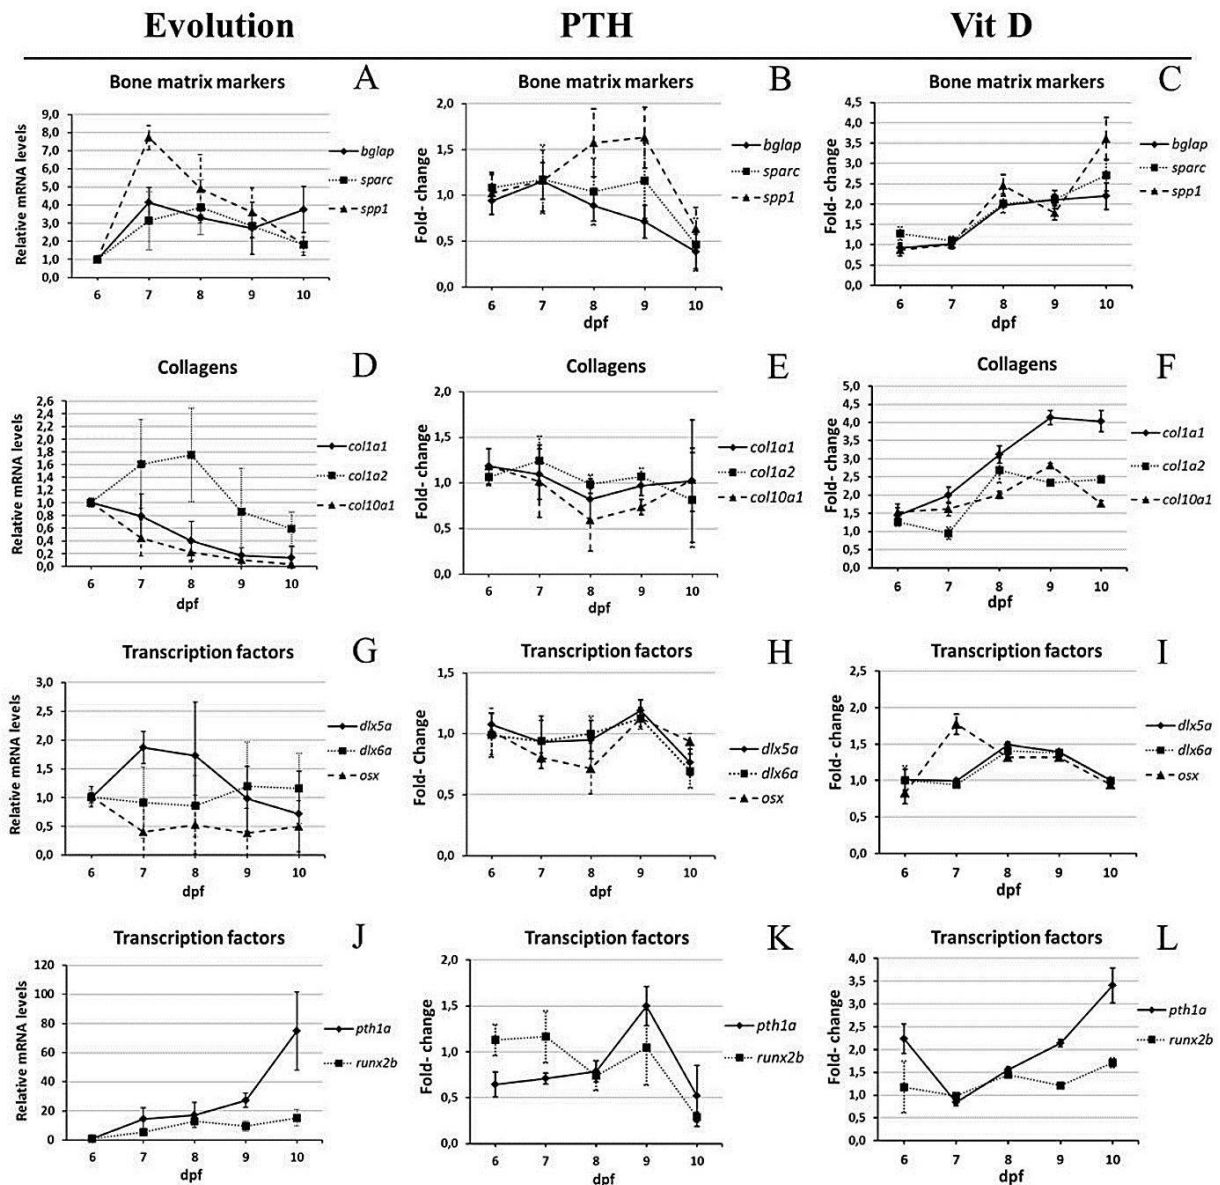 Evolution PTH Vit D
Bone matrix markers A
Relative mRNA levels
9,0
8,0
7,0
6,0
5,0
4,0
3,0
2,0
1,0
0,0
6 7 8 9 10
bglap
sparc
spp1
Bone matrix markers B
Fold- change
2,0
1,5
1,0
0,5
0,0
6 7 8 9 10
dpf
bglap
sparc
spp1
Bone matrix markers C
Fold- change
4,5
4,0
3,5
3,0
2,5
2,0
1,5
1,0
0,5
0,0
6 7 8 9 10
dpf
bglap
sparc
spp1
Collagens D
Relative mRNA levels
2,6
2,4
2,2
2,0
1,8
1,6
1,4
1,2
1,0
0,8
0,6
0,4
0,2
0,0
6 7 8 9 10
dpf
col1a1
col1a2
col10a1
Collagens E
Fold- change
2,0
1,5
1,0
0,5
0,0
6 7 8 9 10
dpf
col1a1
col1a2
col10a1
Collagens F
Fold- change
5,0
4,5
4,0
3,5
3,0
2,5
2,0
1,5
1,0
0,5
0,0
6 7 8 9 10
dpf
col1a1
col1a2
col10a1
Transcription factors G
Relative mRNA levels
3,0
2,5
2,0
1,5
1,0
0,5
0,0
6 7 8 9 10
dpf
dlx5a
dlx6a
osx
Transcription factors H
Fold- Change
1,5
1,0
0,5
0,0
6 7 8 9 10
dpf
dlx5a
dlx6a
osx
Transcription factors I
Fold- change
2,5
2,0
1,5
1,0
0,5
0,0
6 7 8 9 10
dpf
dlx5a
dlx6a
osx
Transcription factors J
Relative mRNA levels
120
100
80
60
40
20
0
6 7 8 9 10
dpf
pth1a
runx2b
Transciption factors K
Fold- change
2,0
1,5
1,0
0,5
0,0
6 7 8 9 10
dpf
pth1a
runx2b
Transcription factors L
Fold- change
4,0
3,5
3,0
2,5
2,0
1,5
1,0
0,5
0,0
6 7 8 9 10
dpf
pth1a
runx2b